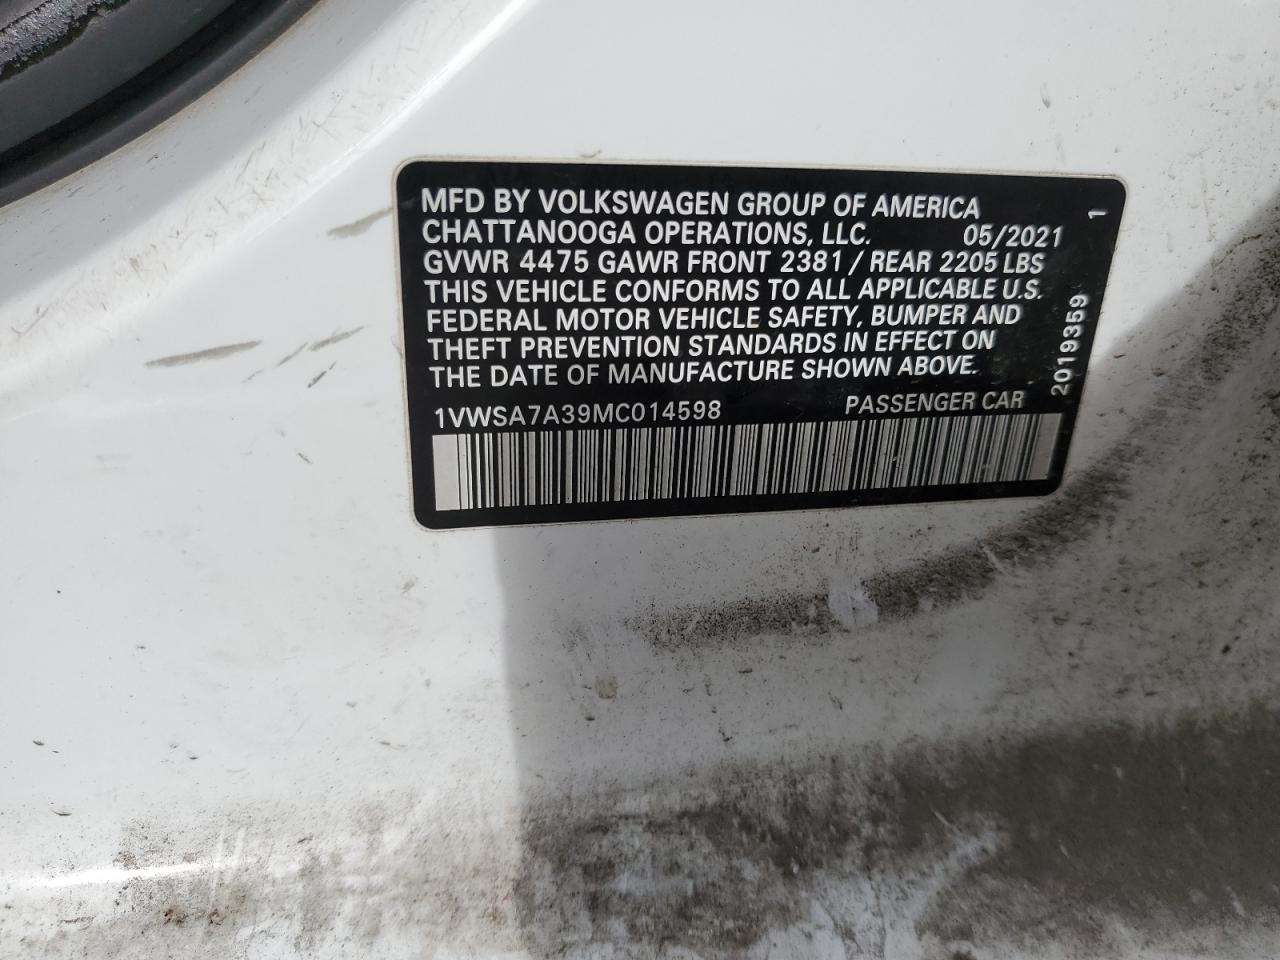 MFD BY VOLKSWAGEN GROUP OF AMERICA
CHATTANOOGA OPERATIONS, LLC. 05/2021
GVWR 4475 GAWR FRONT 2381 / REAR 2205 LBS
THIS VEHICLE CONFORMS TO ALL APPLICABLE U.S.
FEDERAL MOTOR VEHICLE SAFETY, BUMPER AND
THEFT PREVENTION STANDARDS IN EFFECT ON
THE DATE OF MANUFACTURE SHOWN ABOVE.
1VWSA7A39MC014598 PASSENGER CAR
2019359 1